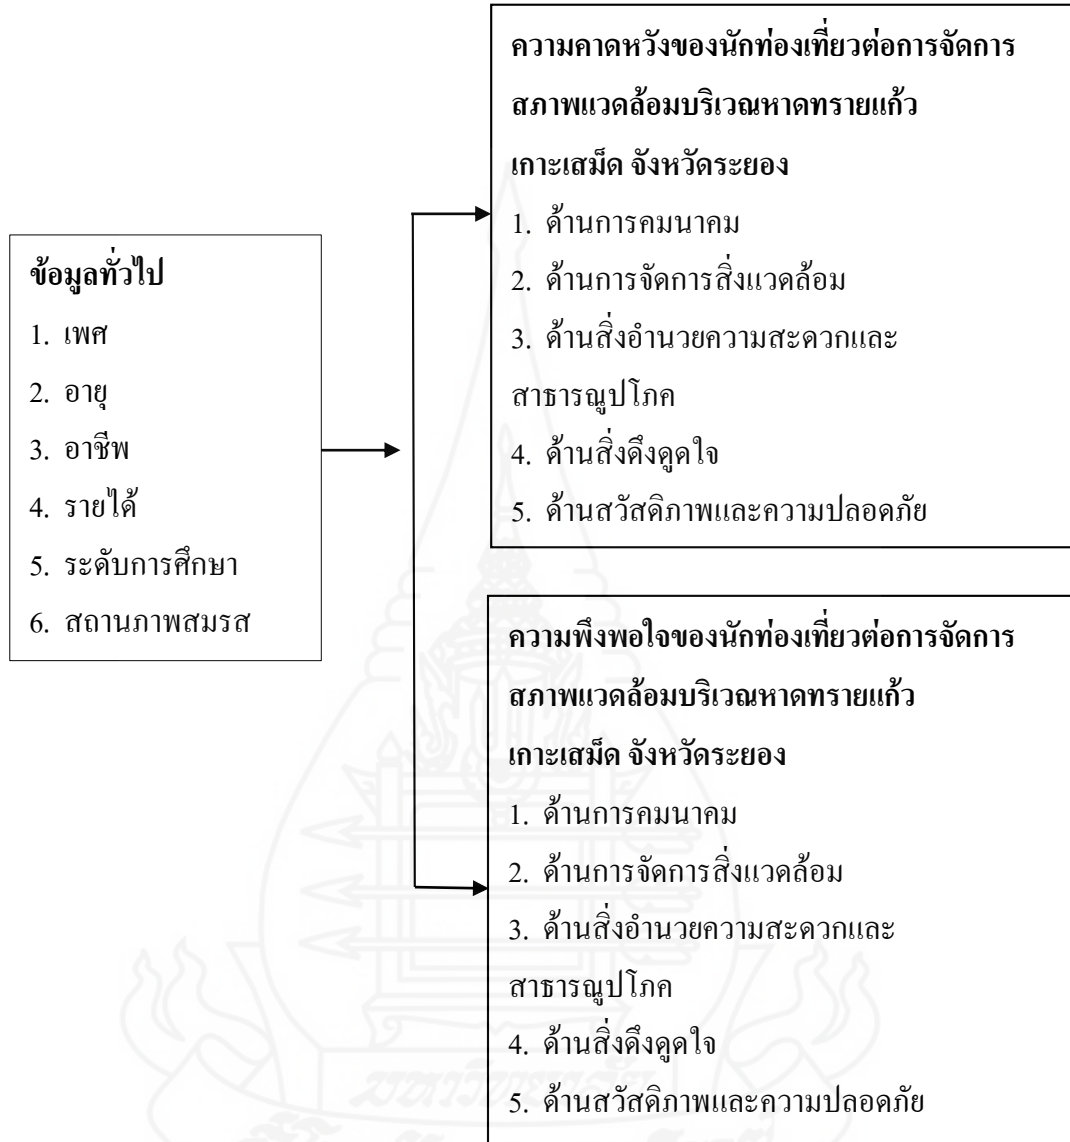 ข้อมูลทั่วไป
1. เพศ
2. อายุ
3. อาชีพ
4. รายได้
5. ระดับการศึกษา
6. สถานภาพสมรส
ความคาดหวังของนักท่องเที่ยวต่อการจัดการ
สภาพแวดล้อมบริเวณหาดทรายแก้ว
เกาะเสม็ด จังหวัดระยอง
1. ด้านการคมนาคม
2. ด้านการจัดการสิ่งแวดล้อม
3. ด้านสิ่งอำนวยความสะดวกและ
สาธารณูปโภค
4. ด้านสิ่งดึงดูดใจ
5. ด้านสวัสดิภาพและความปลอดภัย
ความพึงพอใจของนักท่องเที่ยวต่อการจัดการ
สภาพแวดล้อมบริเวณหาดทรายแก้ว
เกาะเสม็ด จังหวัดระยอง
1. ด้านการคมนาคม
2. ด้านการจัดการสิ่งแวดล้อม
3. ด้านสิ่งอำนวยความสะดวกและ
สาธารณูปโภค
4. ด้านสิ่งดึงดูดใจ
5. ด้านสวัสดิภาพและความปลอดภัย